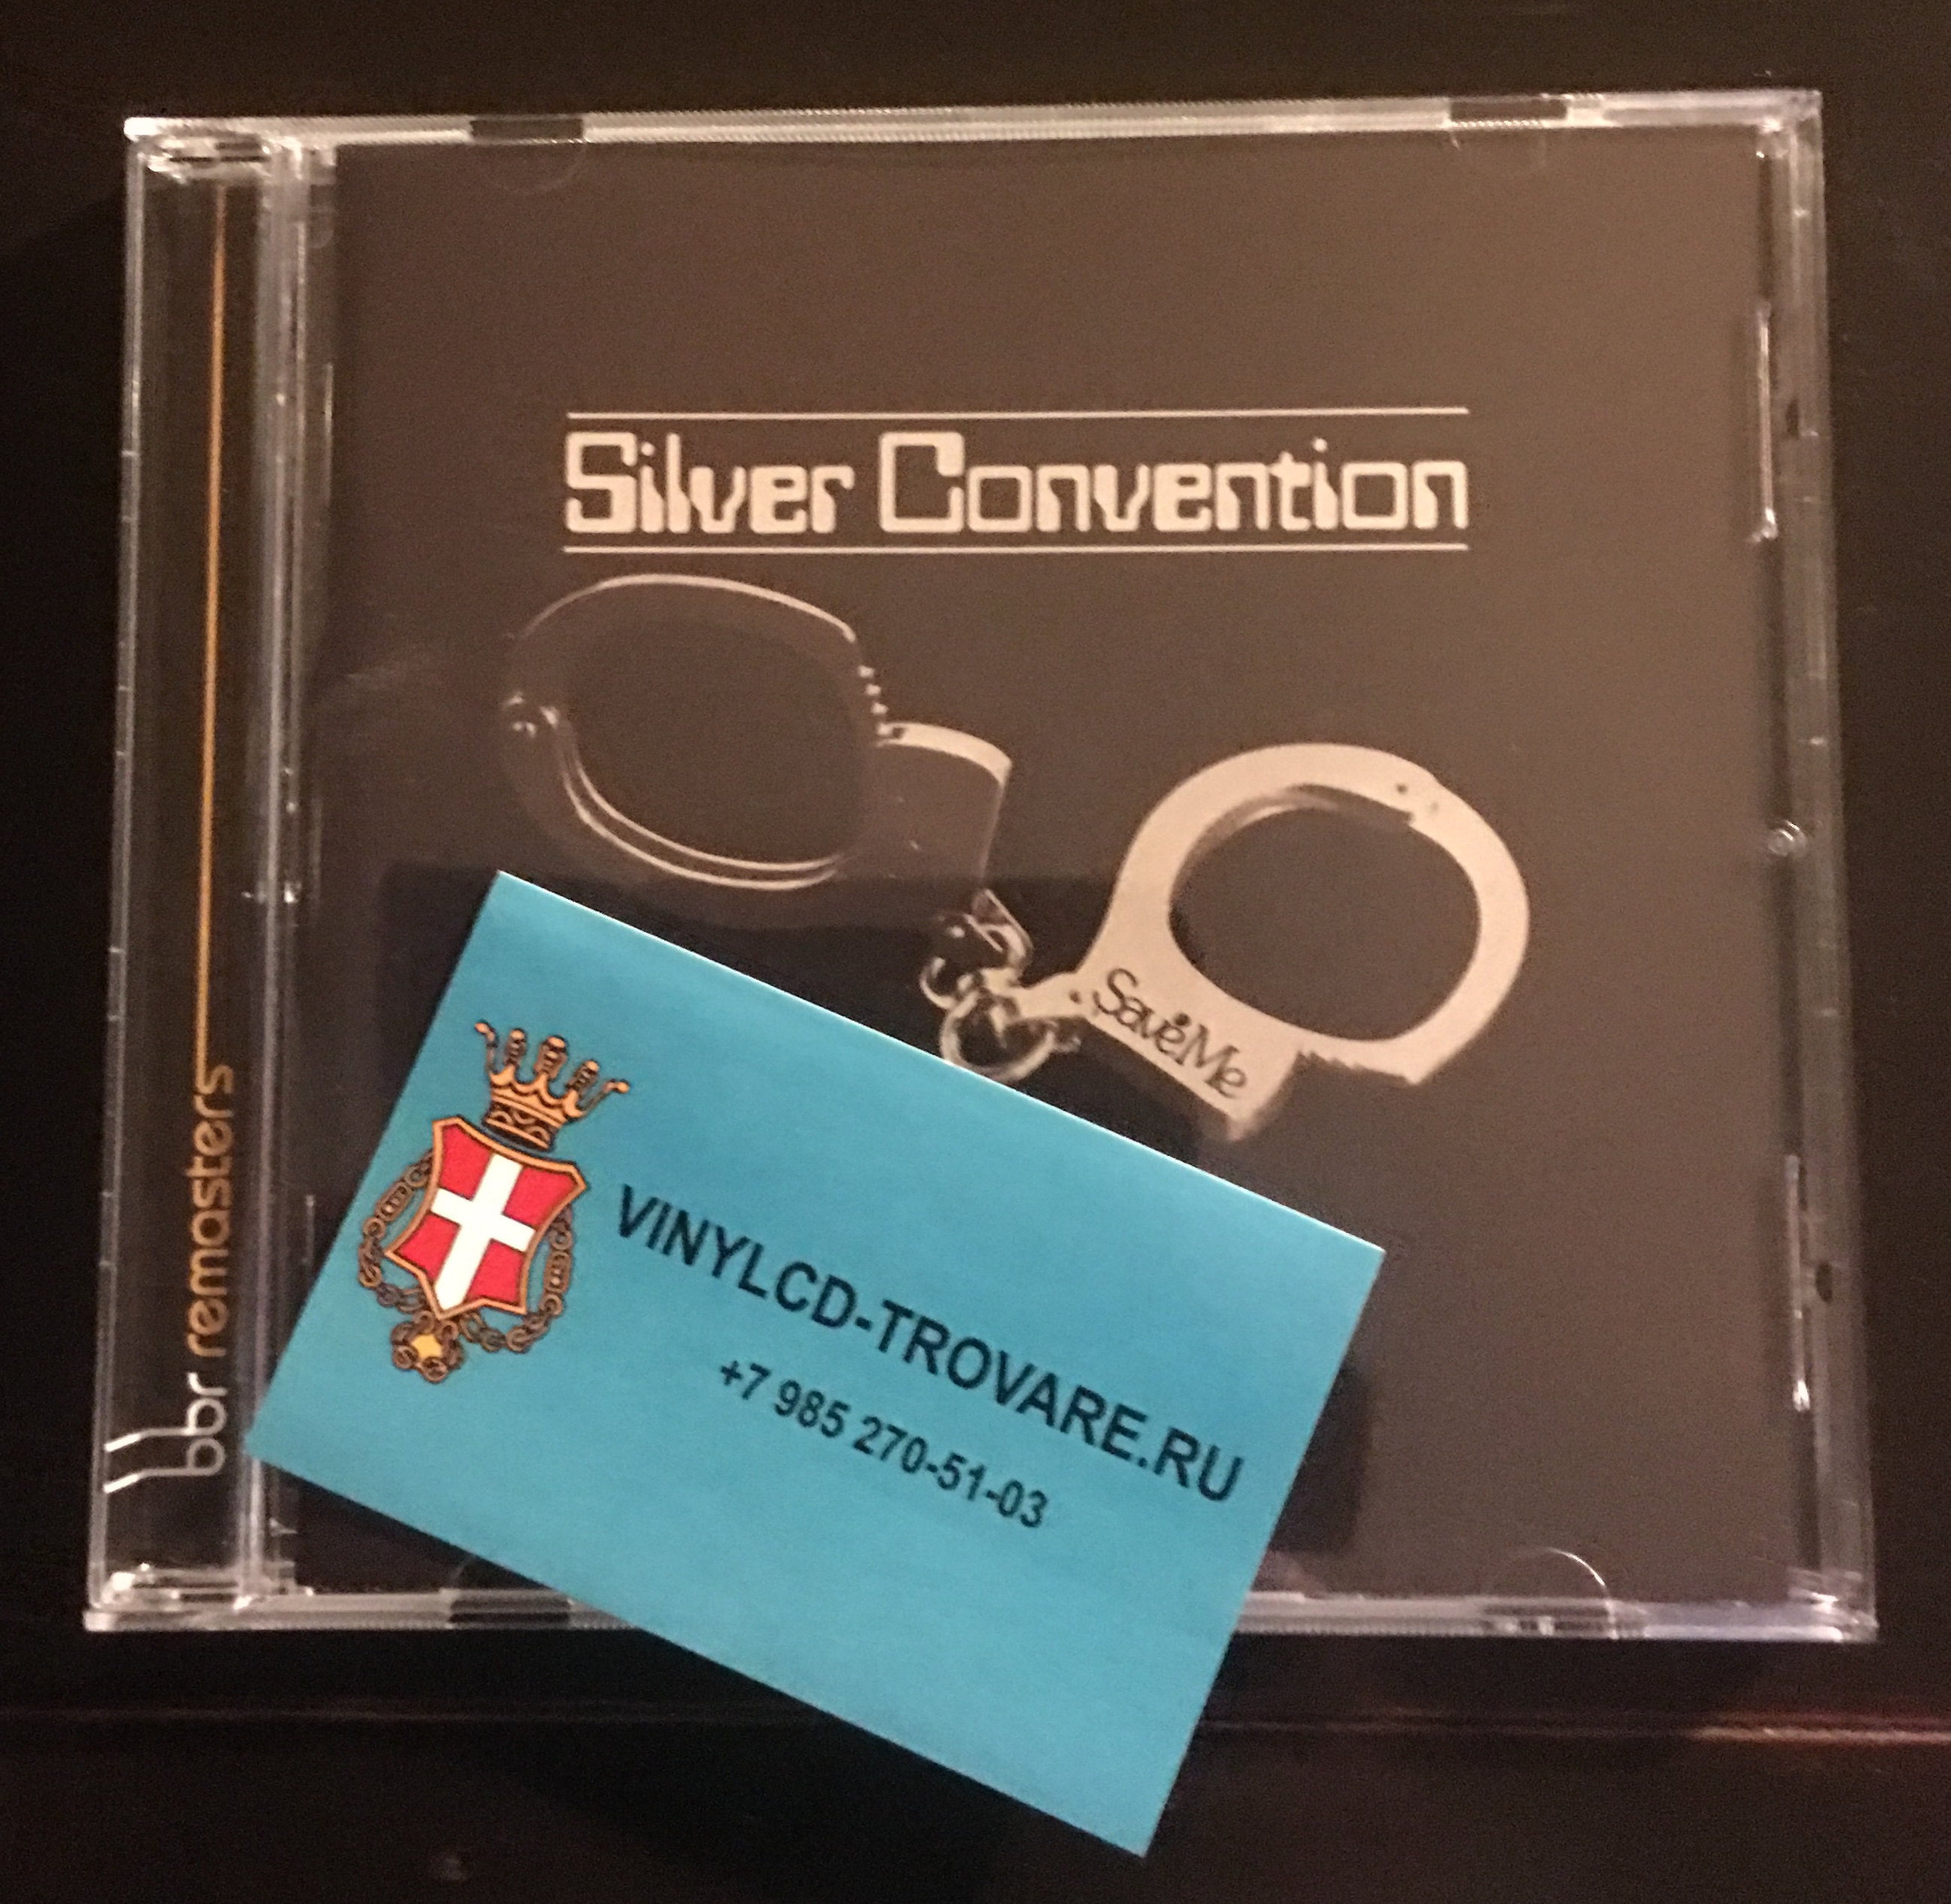 Silver Convention
Save Me
bbr remasters
VINYLCD-TROVARE.RU
+7 985 270-51-03